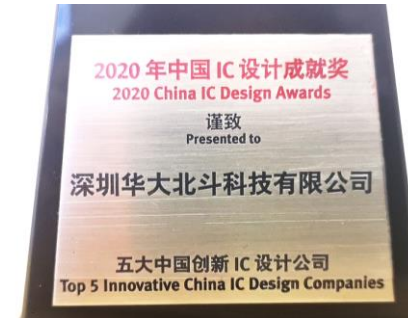 2020 年中国 IC 设计成就奖
2020 China IC Design Awards
谨致
Presented to
深圳华大北斗科技有限公司
五大中国创新 IC 设计公司
Top 5 Innovative China IC Design Companies